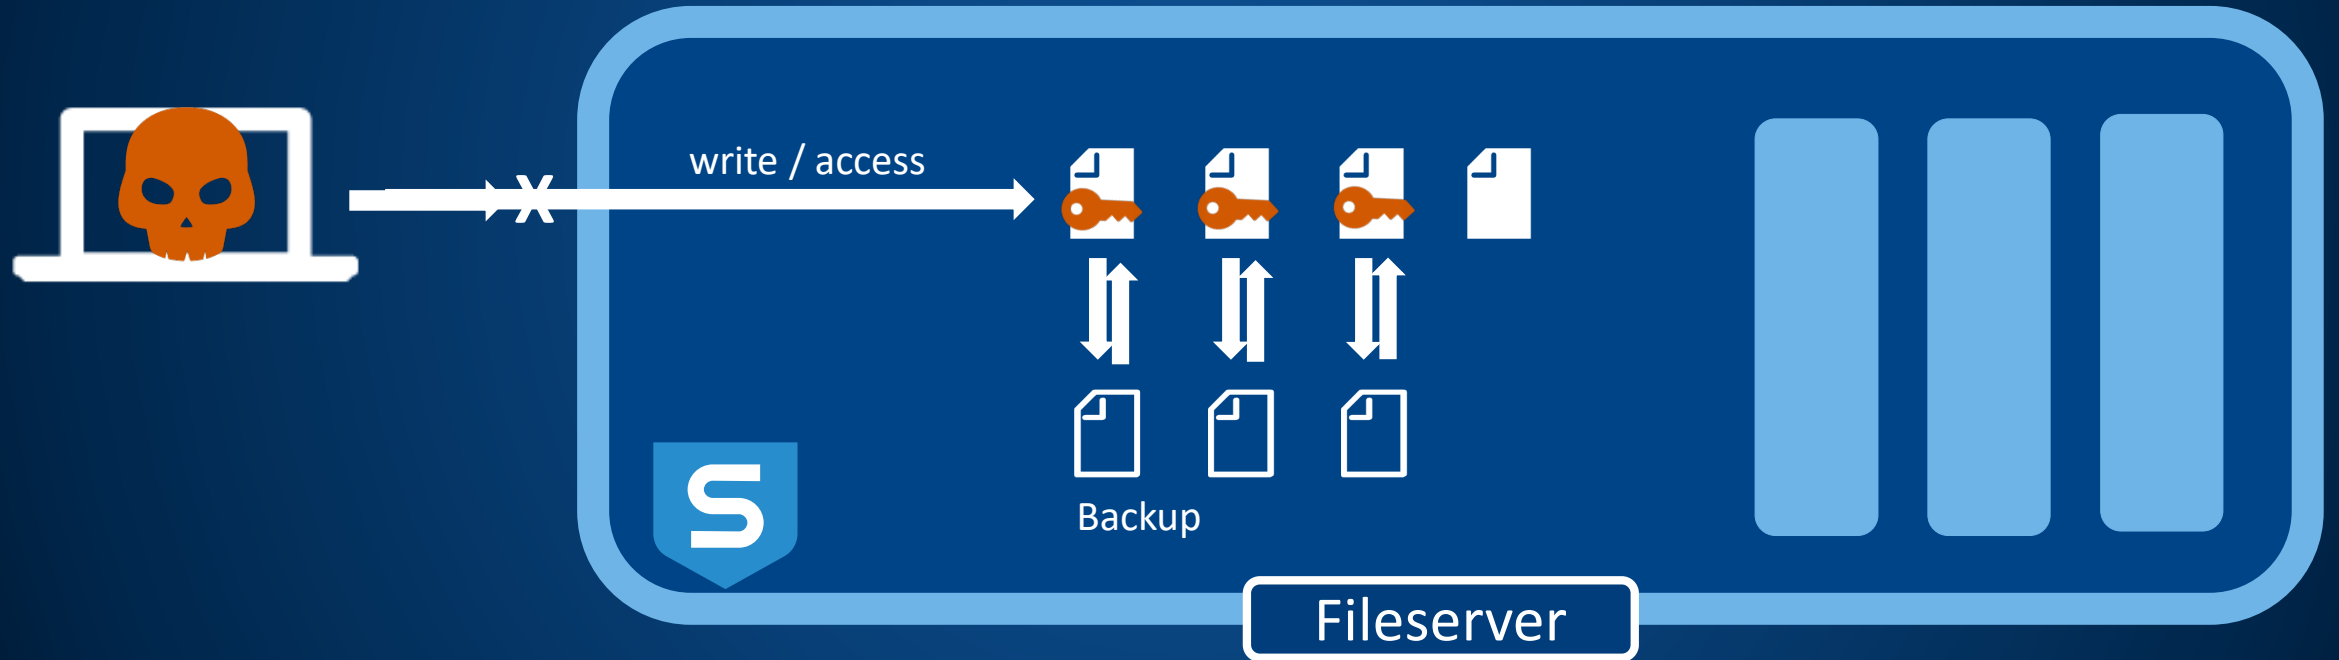 write / access
X
S
Backup
Fileserver